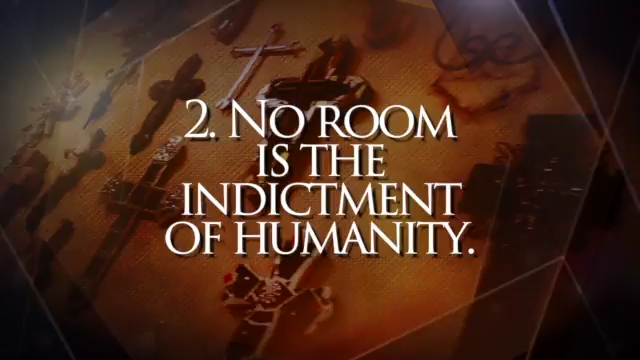 2. No room
is the
indictment
of humanity.